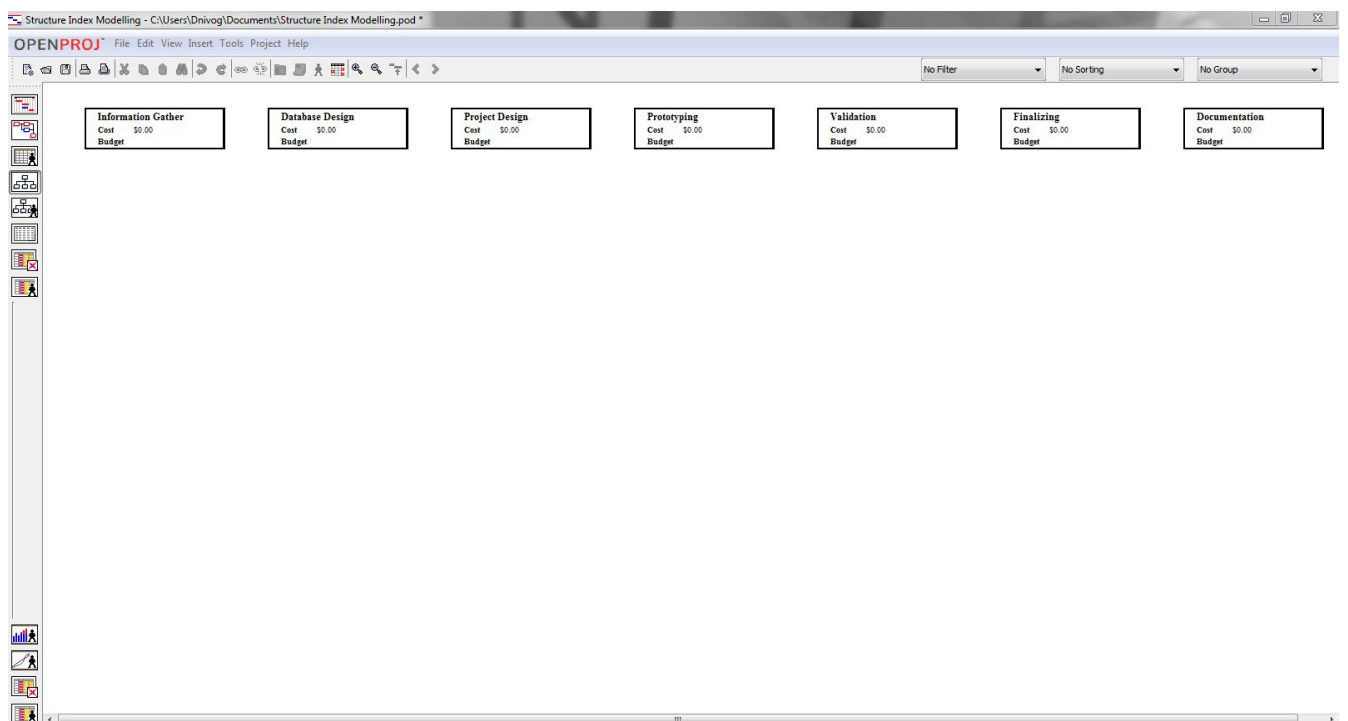 Structure Index Modelling - C:\Users\Dnivog\Documents\Structure Index Modelling.pod *
OPENPROJ™ File Edit View Insert Tools Project Help
No Filter No Sorting No Group
Information Gather
Cost $0.00
Budget
Database Design
Cost $0.00
Budget
Project Design
Cost $0.00
Budget
Prototyping
Cost $0.00
Budget
Validation
Cost $0.00
Budget
Finalizing
Cost $0.00
Budget
Documentation
Cost $0.00
Budget